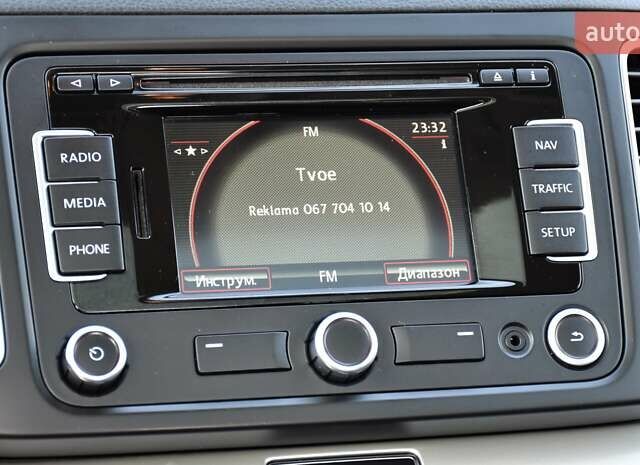 auto
i
RADIO
MEDIA
PHONE
FM
23:32
i
Tvoe
Reklama 067 704 10 14
Инструм.
FM
Диапазон
NAV
TRAFFIC
SETUP